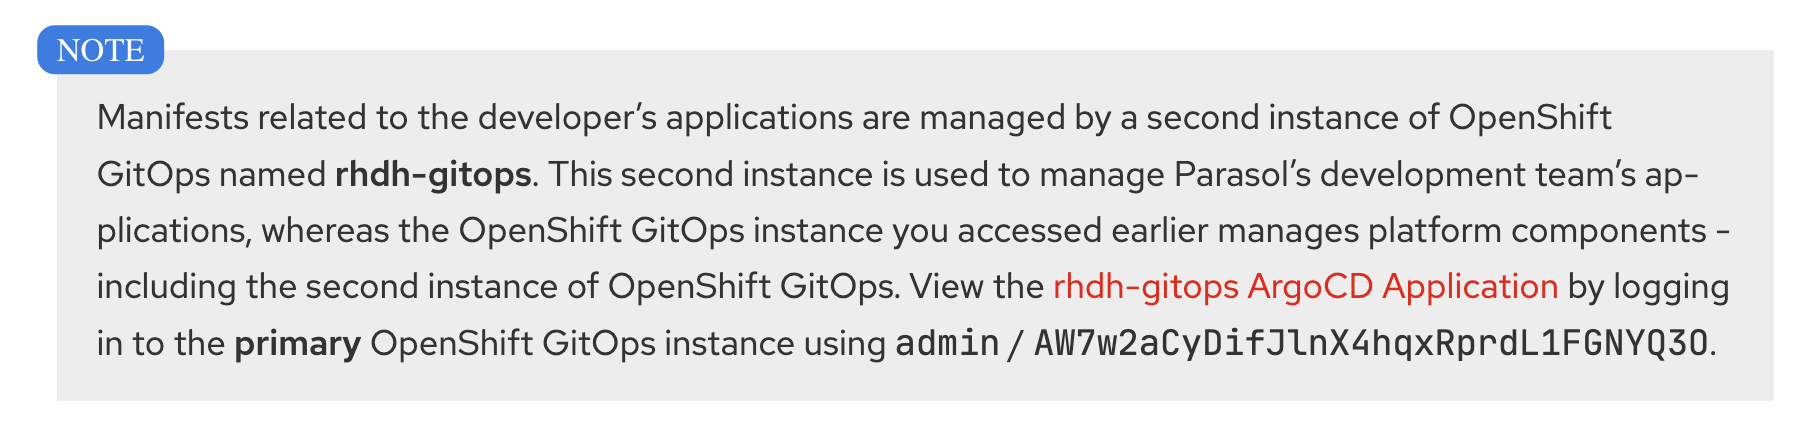 NOTE
Manifests related to the developer’s applications are managed by a second instance of OpenShift
GitOps named rhdh-gitops. This second instance is used to manage Parasol’s development team’s ap-
plications, whereas the OpenShift GitOps instance you accessed earlier manages platform components -
including the second instance of OpenShift GitOps. View the rhdh-gitops ArgoCD Application by logging
in to the primary OpenShift GitOps instance using admin / AW7w2aCyDifJlnX4hqxRprdL1FGNYQ3O.